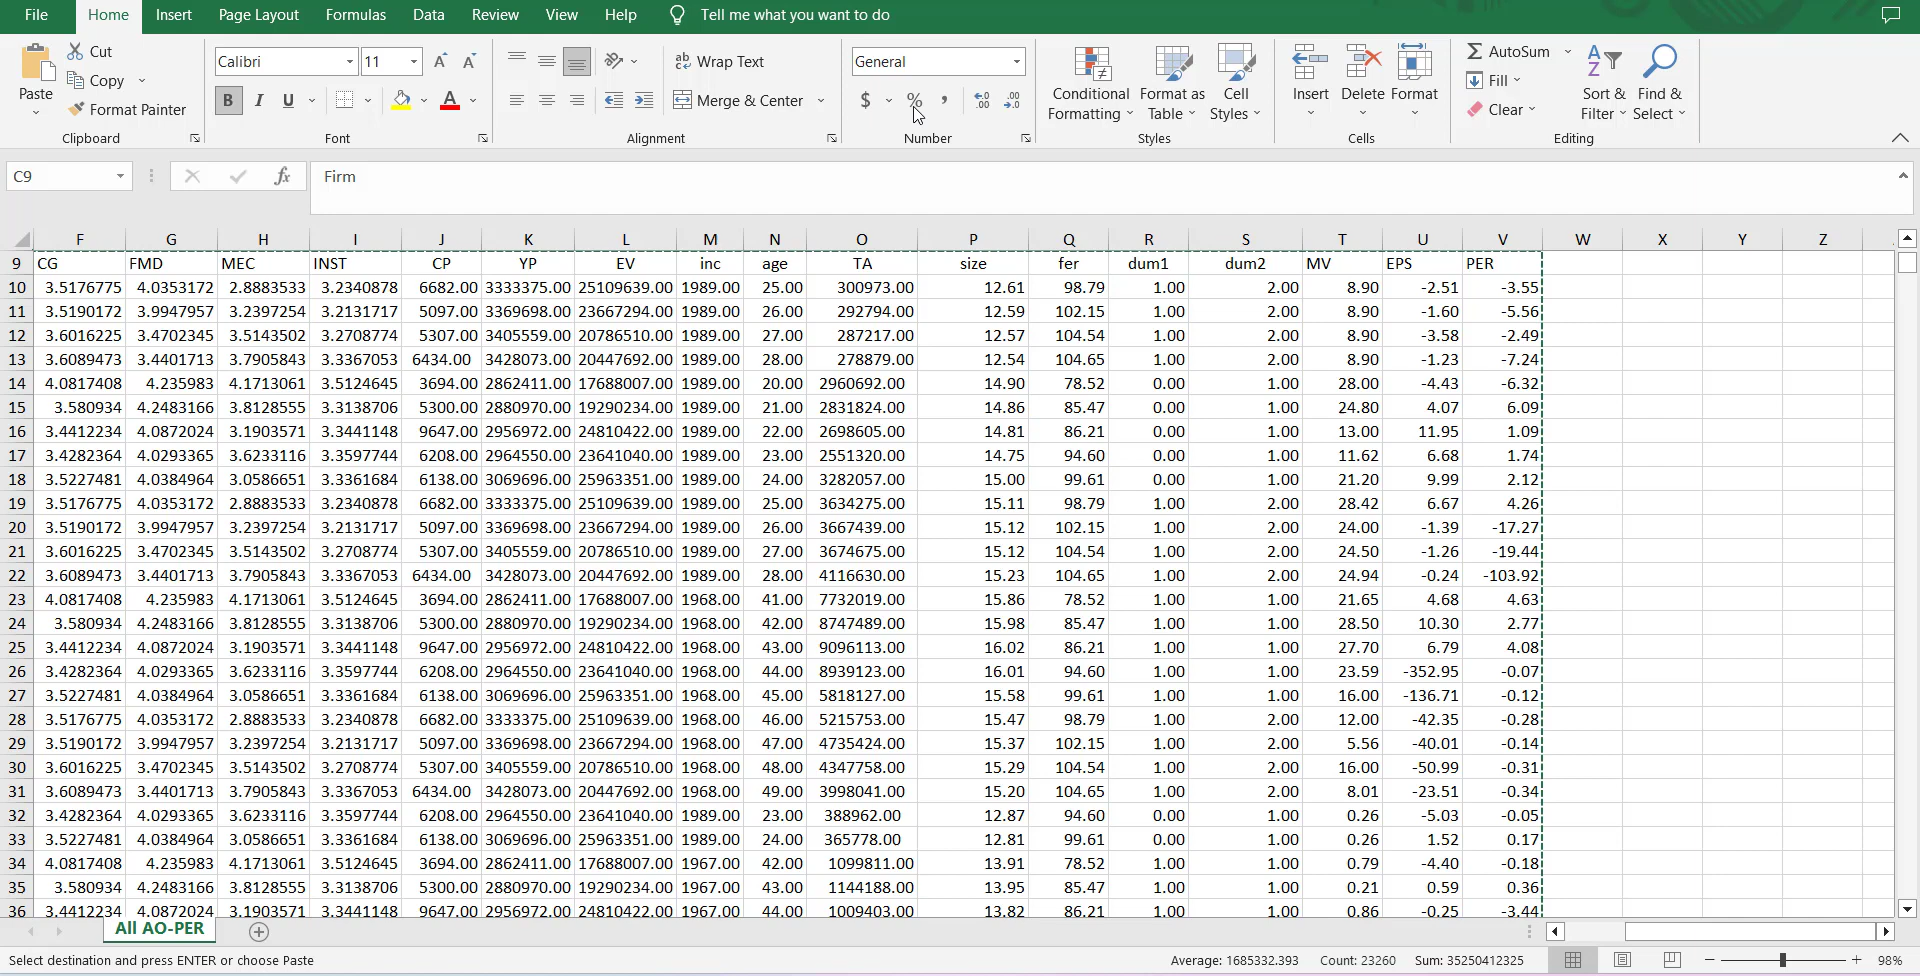 File Home Insert Page Layout Formulas Data Review View Help Tell me what you want to do
Cut
Copy
Format Painter
Paste
Clipboard
Calibri 11
B I U
Font
Wrap Text
Merge & Center
Alignment
General
$ % ,
Number
Conditional Formatting
Format as Table
Cell Styles
Styles
Insert Delete Format
Cells
AutoSum
Fill
Clear
Sort & Filter
Find & Select
Editing
C9 fx Firm
F G H I J K L M N O P Q R S T U V W X Y Z
9 CG FMD MEC INST CP YP EV inc age TA size fer dum1 dum2 MV EPS PER
10 3.5176775 4.0353172 2.8883533 3.2340878 6682.00 3333375.00 25109639.00 1989.00 25.00 300973.00 12.61 98.79 1.00 2.00 8.90 -2.51 -3.55
11 3.5190172 3.9947957 3.2397254 3.2131717 5097.00 3369698.00 23667294.00 1989.00 26.00 292794.00 12.59 102.15 1.00 2.00 8.90 -1.60 -5.56
12 3.6016225 3.4702345 3.5143502 3.2708774 5307.00 3405559.00 20786510.00 1989.00 27.00 287217.00 12.57 104.54 1.00 2.00 8.90 -3.58 -2.49
13 3.6089473 3.4401713 3.7905843 3.3367053 6434.00 3428073.00 20447692.00 1989.00 28.00 278879.00 12.54 104.65 1.00 2.00 8.90 -1.23 -7.24
14 4.0817408 4.235983 4.1713061 3.5124645 3694.00 2862411.00 17688007.00 1989.00 20.00 2960692.00 14.90 78.52 0.00 1.00 28.00 -4.43 -6.32
15 3.580934 4.2483166 3.8128555 3.3138706 5300.00 2880970.00 19290234.00 1989.00 21.00 2831824.00 14.86 85.47 0.00 1.00 24.80 4.07 6.09
16 3.4412234 4.0872024 3.1903571 3.3441148 9647.00 2956972.00 24810422.00 1989.00 22.00 2698605.00 14.81 86.21 0.00 1.00 13.00 11.95 1.09
17 3.4282364 4.0293365 3.6233116 3.3597744 6208.00 2964550.00 23641040.00 1989.00 23.00 2551320.00 14.75 94.60 0.00 1.00 11.62 6.68 1.74
18 3.5227481 4.0384964 3.0586651 3.3361684 6138.00 3069696.00 25963351.00 1989.00 24.00 3282057.00 15.00 99.61 0.00 1.00 21.20 9.99 2.12
19 3.5176775 4.0353172 2.8883533 3.2340878 6682.00 3333375.00 25109639.00 1989.00 25.00 3634275.00 15.11 98.79 1.00 2.00 28.42 6.67 4.26
20 3.5190172 3.9947957 3.2397254 3.2131717 5097.00 3369698.00 23667294.00 1989.00 26.00 3667439.00 15.12 102.15 1.00 2.00 24.00 -1.39 -17.27
21 3.6016225 3.4702345 3.5143502 3.2708774 5307.00 3405559.00 20786510.00 1989.00 27.00 3674675.00 15.12 104.54 1.00 2.00 24.50 -1.26 -19.44
22 3.6089473 3.4401713 3.7905843 3.3367053 6434.00 3428073.00 20447692.00 1989.00 28.00 4116630.00 15.23 104.65 1.00 2.00 24.94 -0.24 -103.92
23 4.0817408 4.235983 4.1713061 3.5124645 3694.00 2862411.00 17688007.00 1968.00 41.00 7732019.00 15.86 78.52 1.00 1.00 21.65 4.68 4.63
24 3.580934 4.2483166 3.8128555 3.3138706 5300.00 2880970.00 19290234.00 1968.00 42.00 8747489.00 15.98 85.47 1.00 1.00 28.50 10.30 2.77
25 3.4412234 4.0872024 3.1903571 3.3441148 9647.00 2956972.00 24810422.00 1968.00 43.00 9096113.00 16.02 86.21 1.00 1.00 27.70 6.79 4.08
26 3.4282364 4.0293365 3.6233116 3.3597744 6208.00 2964550.00 23641040.00 1968.00 44.00 8939123.00 16.01 94.60 1.00 1.00 23.59 -352.95 -0.07
27 3.5227481 4.0384964 3.0586651 3.3361684 6138.00 3069696.00 25963351.00 1968.00 45.00 5818127.00 15.58 99.61 1.00 1.00 16.00 -136.71 -0.12
28 3.5176775 4.0353172 2.8883533 3.2340878 6682.00 3333375.00 25109639.00 1968.00 46.00 5215753.00 15.47 98.79 1.00 2.00 12.00 -42.35 -0.28
29 3.5190172 3.9947957 3.2397254 3.2131717 5097.00 3369698.00 23667294.00 1968.00 47.00 4735424.00 15.37 102.15 1.00 2.00 5.56 -40.01 -0.14
30 3.6016225 3.4702345 3.5143502 3.2708774 5307.00 3405559.00 20786510.00 1968.00 48.00 4347758.00 15.29 104.54 1.00 2.00 16.00 -50.99 -0.31
31 3.6089473 3.4401713 3.7905843 3.3367053 6434.00 3428073.00 20447692.00 1968.00 49.00 3998041.00 15.20 104.65 1.00 2.00 8.01 -23.51 -0.34
32 3.4282364 4.0293365 3.6233116 3.3597744 6208.00 2964550.00 23641040.00 1989.00 23.00 388962.00 12.87 94.60 0.00 1.00 0.26 -5.03 -0.05
33 3.5227481 4.0384964 3.0586651 3.3361684 6138.00 3069696.00 25963351.00 1989.00 24.00 365778.00 12.81 99.61 0.00 1.00 0.26 1.52 0.17
34 4.0817408 4.235983 4.1713061 3.5124645 3694.00 2862411.00 17688007.00 1967.00 42.00 1099811.00 13.91 78.52 1.00 1.00 0.79 -4.40 -0.18
35 3.580934 4.2483166 3.8128555 3.3138706 5300.00 2880970.00 19290234.00 1967.00 43.00 1144188.00 13.95 85.47 1.00 1.00 0.21 0.59 0.36
36 3.4412234 4.0872024 3.1903571 3.3441148 9647.00 2956972.00 24810422.00 1967.00 44.00 1009403.00 13.82 86.21 1.00 1.00 0.86 -0.25 -3.44
All AO-PER
Select destination and press ENTER or choose Paste Average: 1685332.393 Count: 23260 Sum: 35250412325 98%